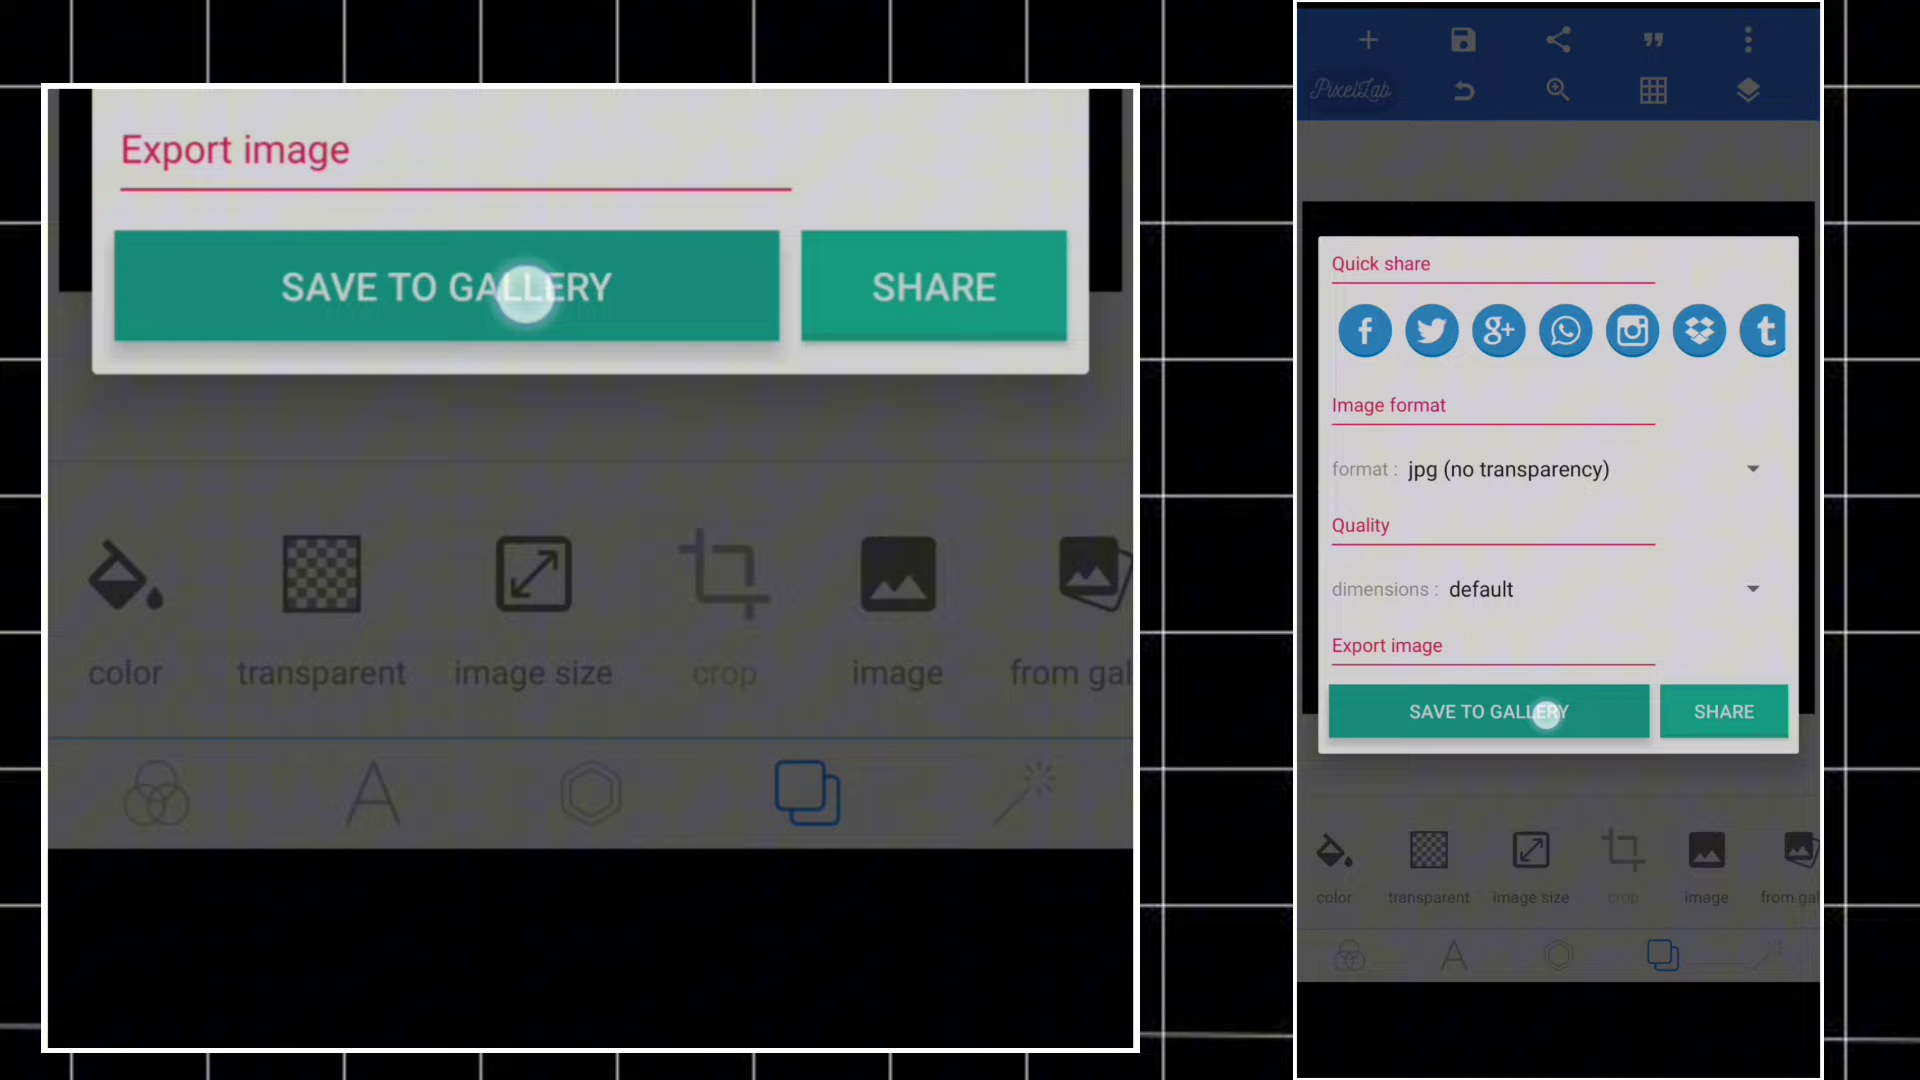 Export image
SAVE TO GALLERY
SHARE
color
transparent
image size
crop
image
from gal
PixelLab
Quick share
Image format
format : jpg (no transparency)
Quality
dimensions : default
Export image
SAVE TO GALLERY
SHARE
color
transparent
image size
crop
image
from gal